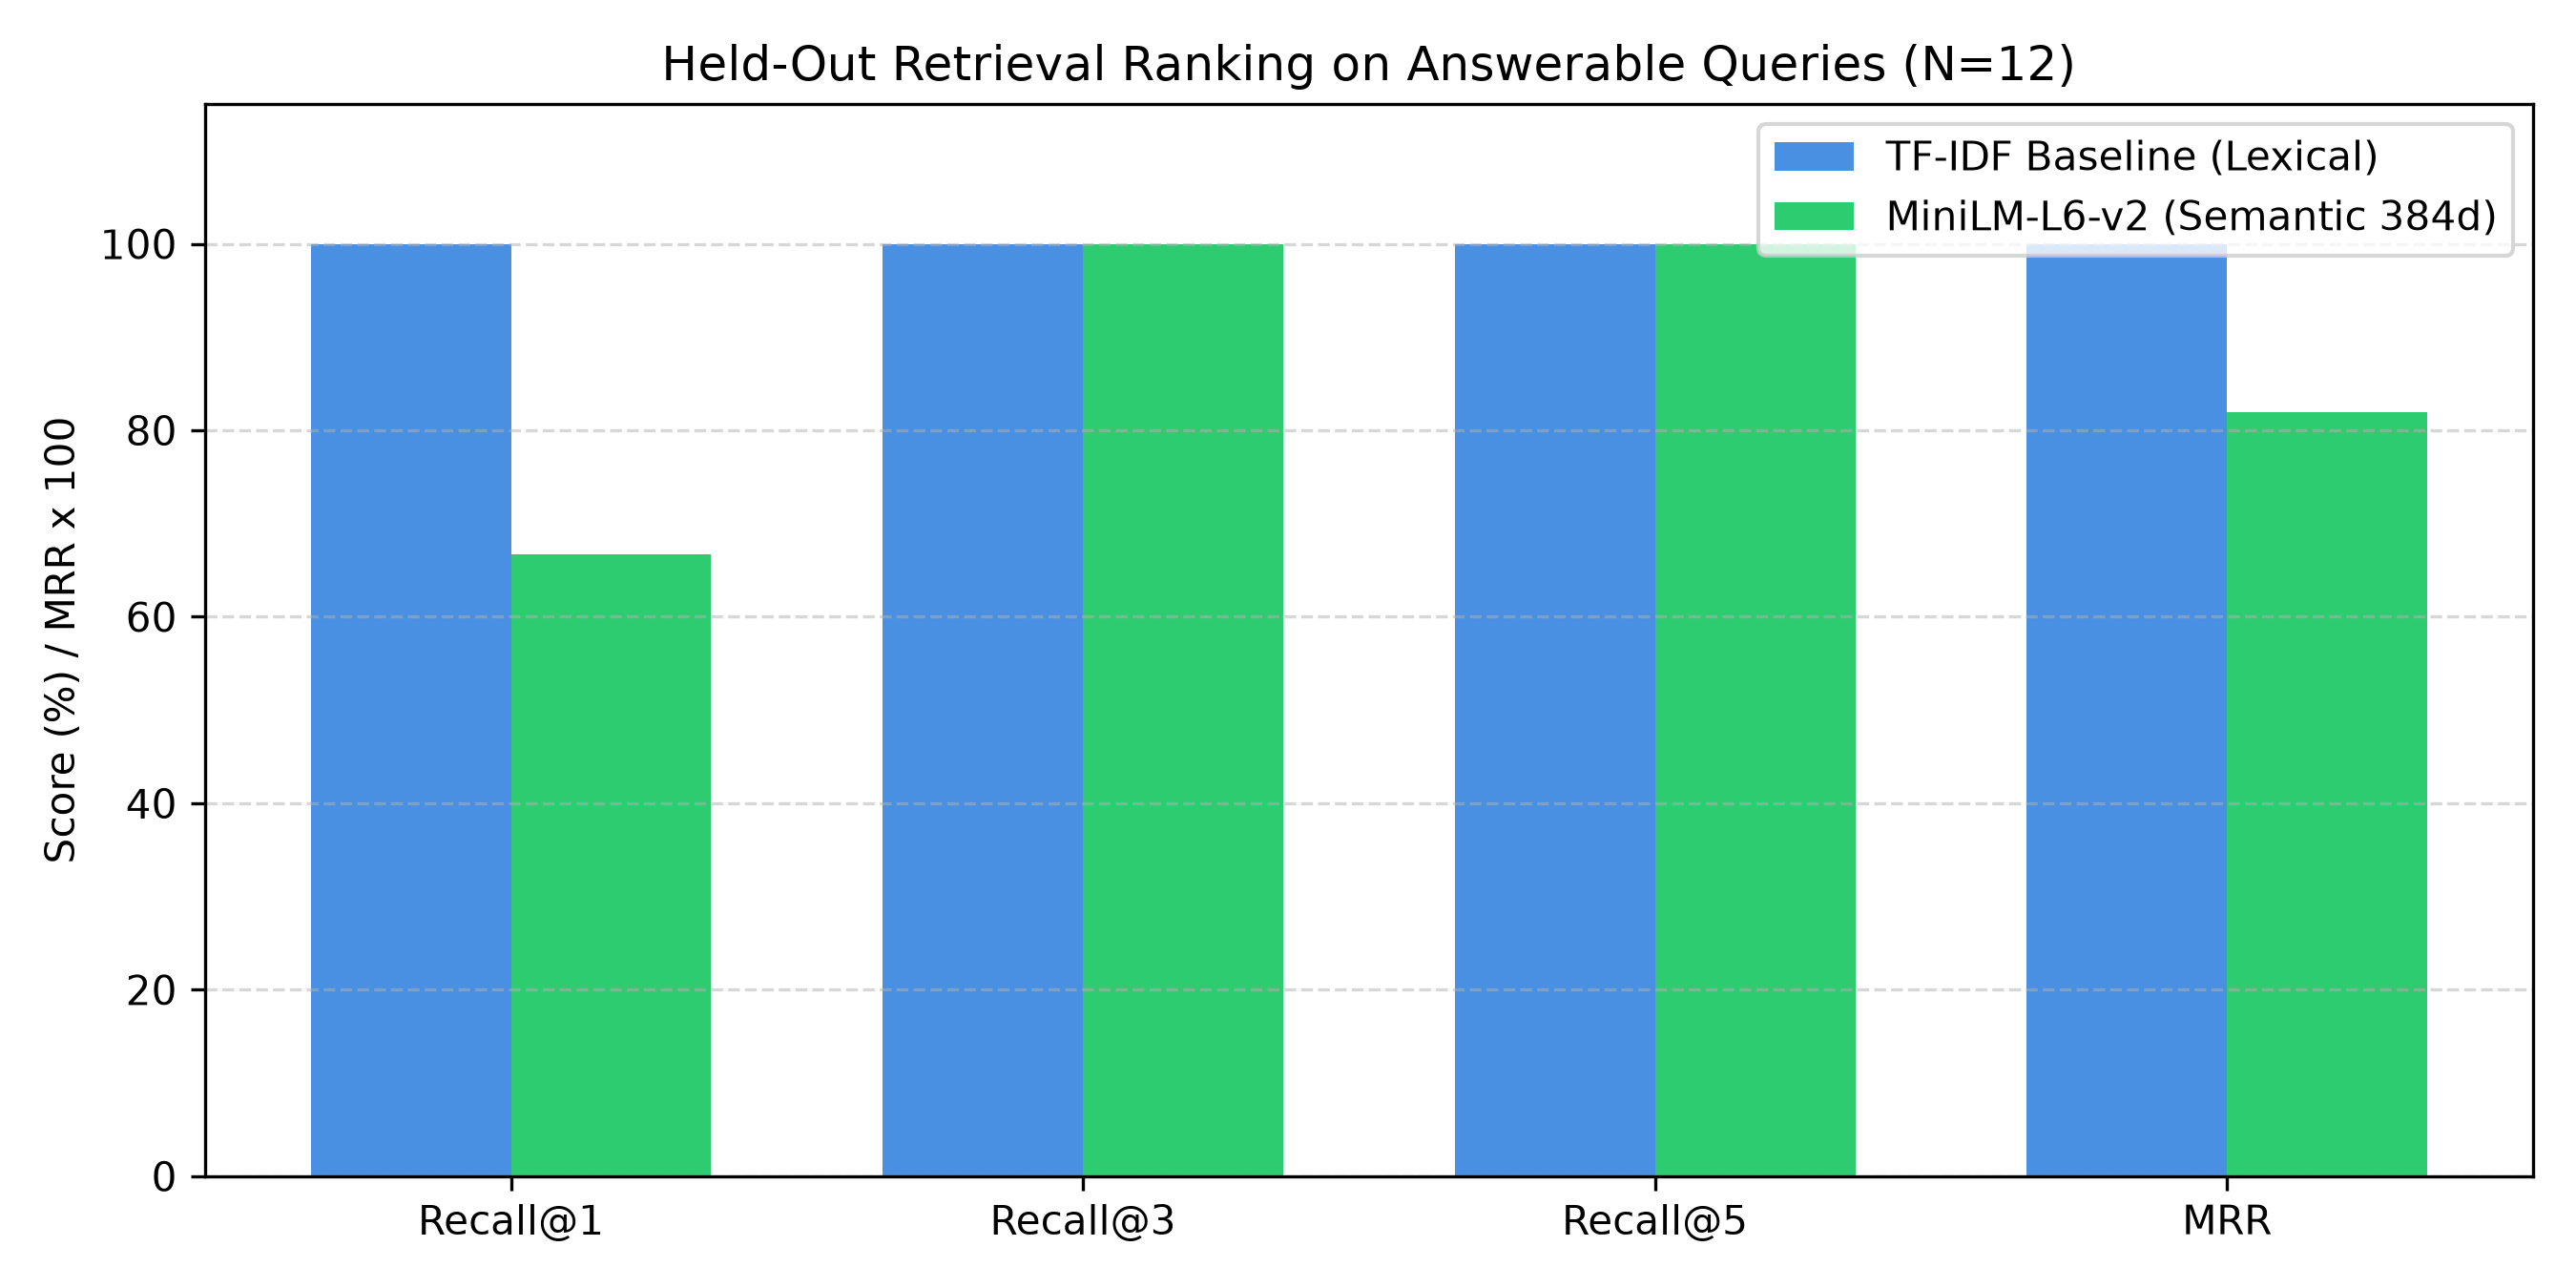 Held-Out Retrieval Ranking on Answerable Queries (N=12)
TF-IDF Baseline (Lexical)
MiniLM-L6-v2 (Semantic 384d)
Score (%) / MRR x 100
100
80
60
40
20
0
Recall@1
Recall@3
Recall@5
MRR